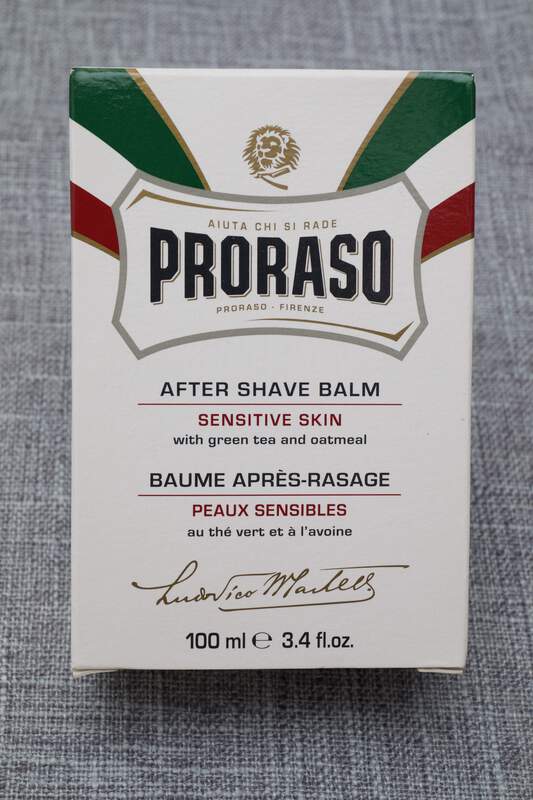 AIUTA CHI SI RADE
PRORASO
PRORASO - FIRENZE
AFTER SHAVE BALM
SENSITIVE SKIN
with green tea and oatmeal
BAUME APRÈS-RASAGE
PEAUX SENSIBLES
au thé vert et à l'avoine
Ludovico Martelli
100 ml ℮ 3.4 fl.oz.